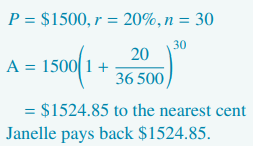 P = $1500, r = 20%, n = 30
A = 1500(1 + 20/36 500)^30
= $1524.85 to the nearest cent
Janelle pays back $1524.85.